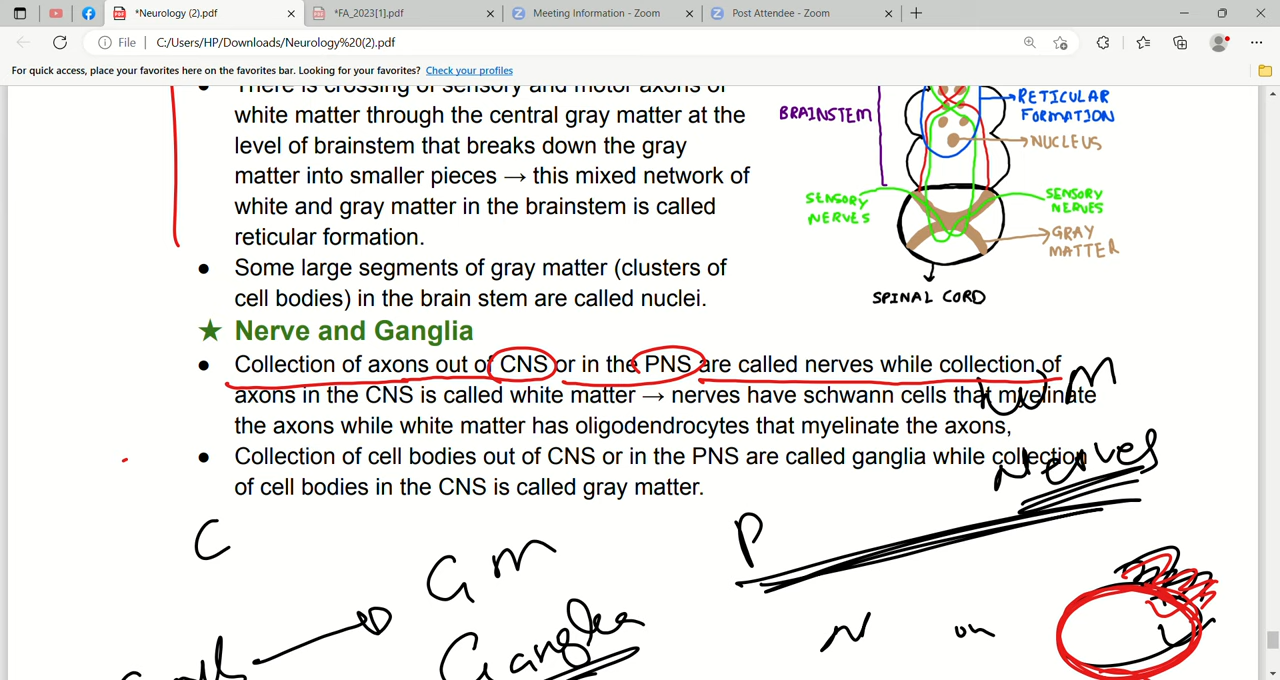 *Neurology (2).pdf
*FA_2023[1].pdf
Meeting Information - Zoom
Post Attendee - Zoom
File
C:/Users/HP/Downloads/Neurology%20(2).pdf
For quick access, place your favorites here on the favorites bar. Looking for your favorites? Check your profiles
There is crossing of sensory and motor axons of
white matter through the central gray matter at the
level of brainstem that breaks down the gray
matter into smaller pieces → this mixed network of
white and gray matter in the brainstem is called
reticular formation.
● Some large segments of gray matter (clusters of
cell bodies) in the brain stem are called nuclei.
BRAINSTEM
RETICULAR
FORMATION
NUCLEUS
SENSORY
NERVES
SENSORY
NERVES
GRAY
MATTER
SPINAL CORD
★ Nerve and Ganglia
● Collection of axons out of CNS or in the PNS are called nerves while collection of
axons in the CNS is called white matter → nerves have schwann cells that myelinate
the axons while white matter has oligodendrocytes that myelinate the axons,
● Collection of cell bodies out of CNS or in the PNS are called ganglia while collection
of cell bodies in the CNS is called gray matter.
Nerves
C
P
G m